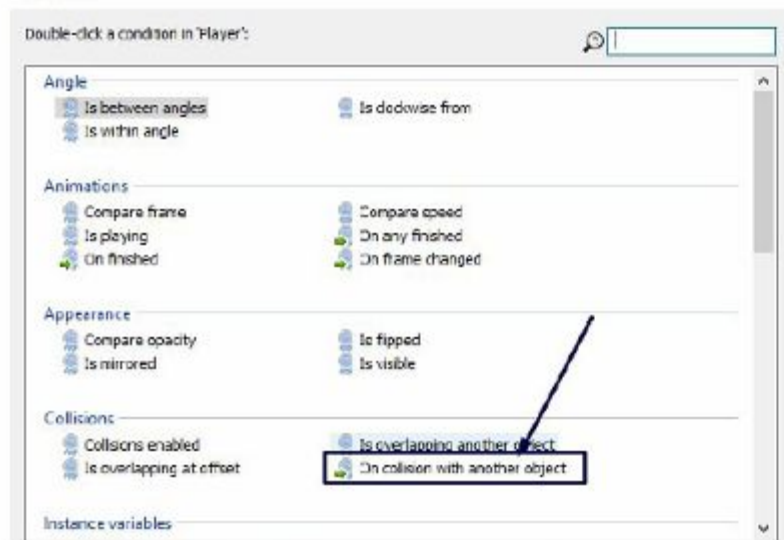 Double-click a condition in 'Player':
Angle
Is between angles
Is clockwise from
Is within angle
Animations
Compare frame
Compare speed
Is playing
On any finished
On finished
On frame changed
Appearance
Compare opacity
Is flipped
Is mirrored
Is visible
Collisions
Collisions enabled
Is overlapping another object
Is overlapping at offset
On collision with another object
Instance variables